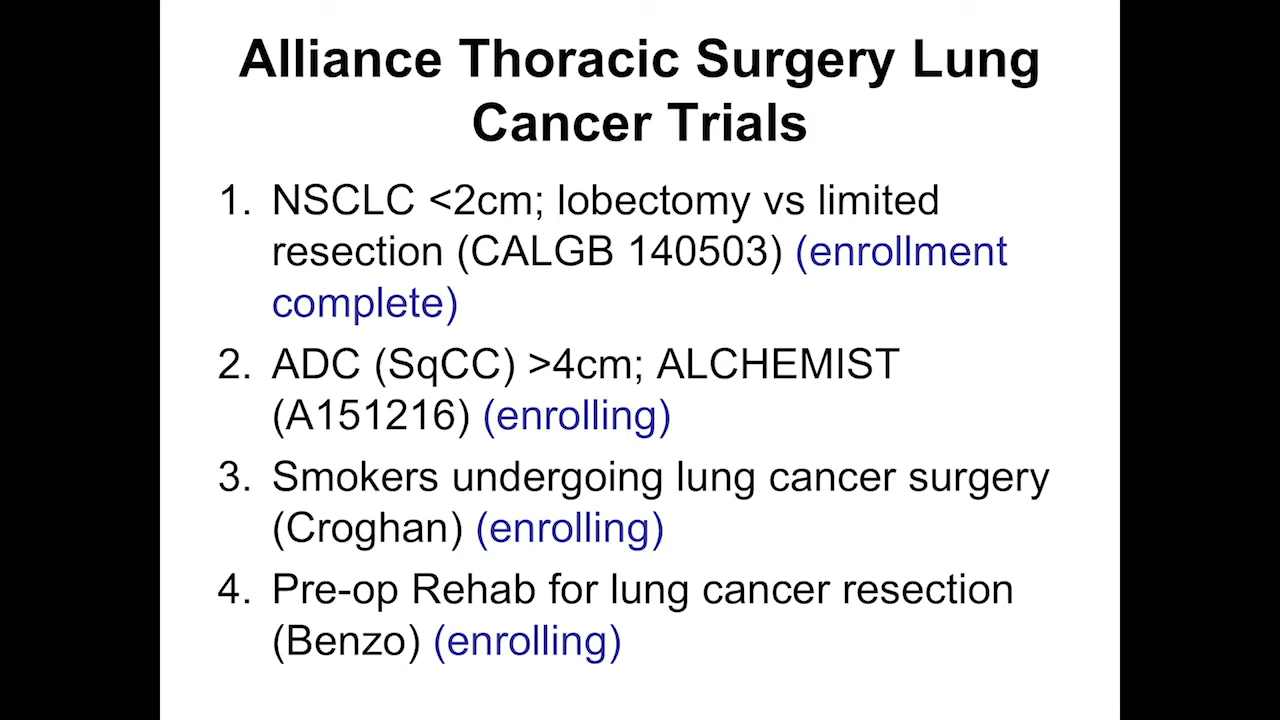 Alliance Thoracic Surgery Lung
Cancer Trials
1. NSCLC <2cm; lobectomy vs limited
resection (CALGB 140503) (enrollment
complete)
2. ADC (SqCC) >4cm; ALCHEMIST
(A151216) (enrolling)
3. Smokers undergoing lung cancer surgery
(Croghan) (enrolling)
4. Pre-op Rehab for lung cancer resection
(Benzo) (enrolling)